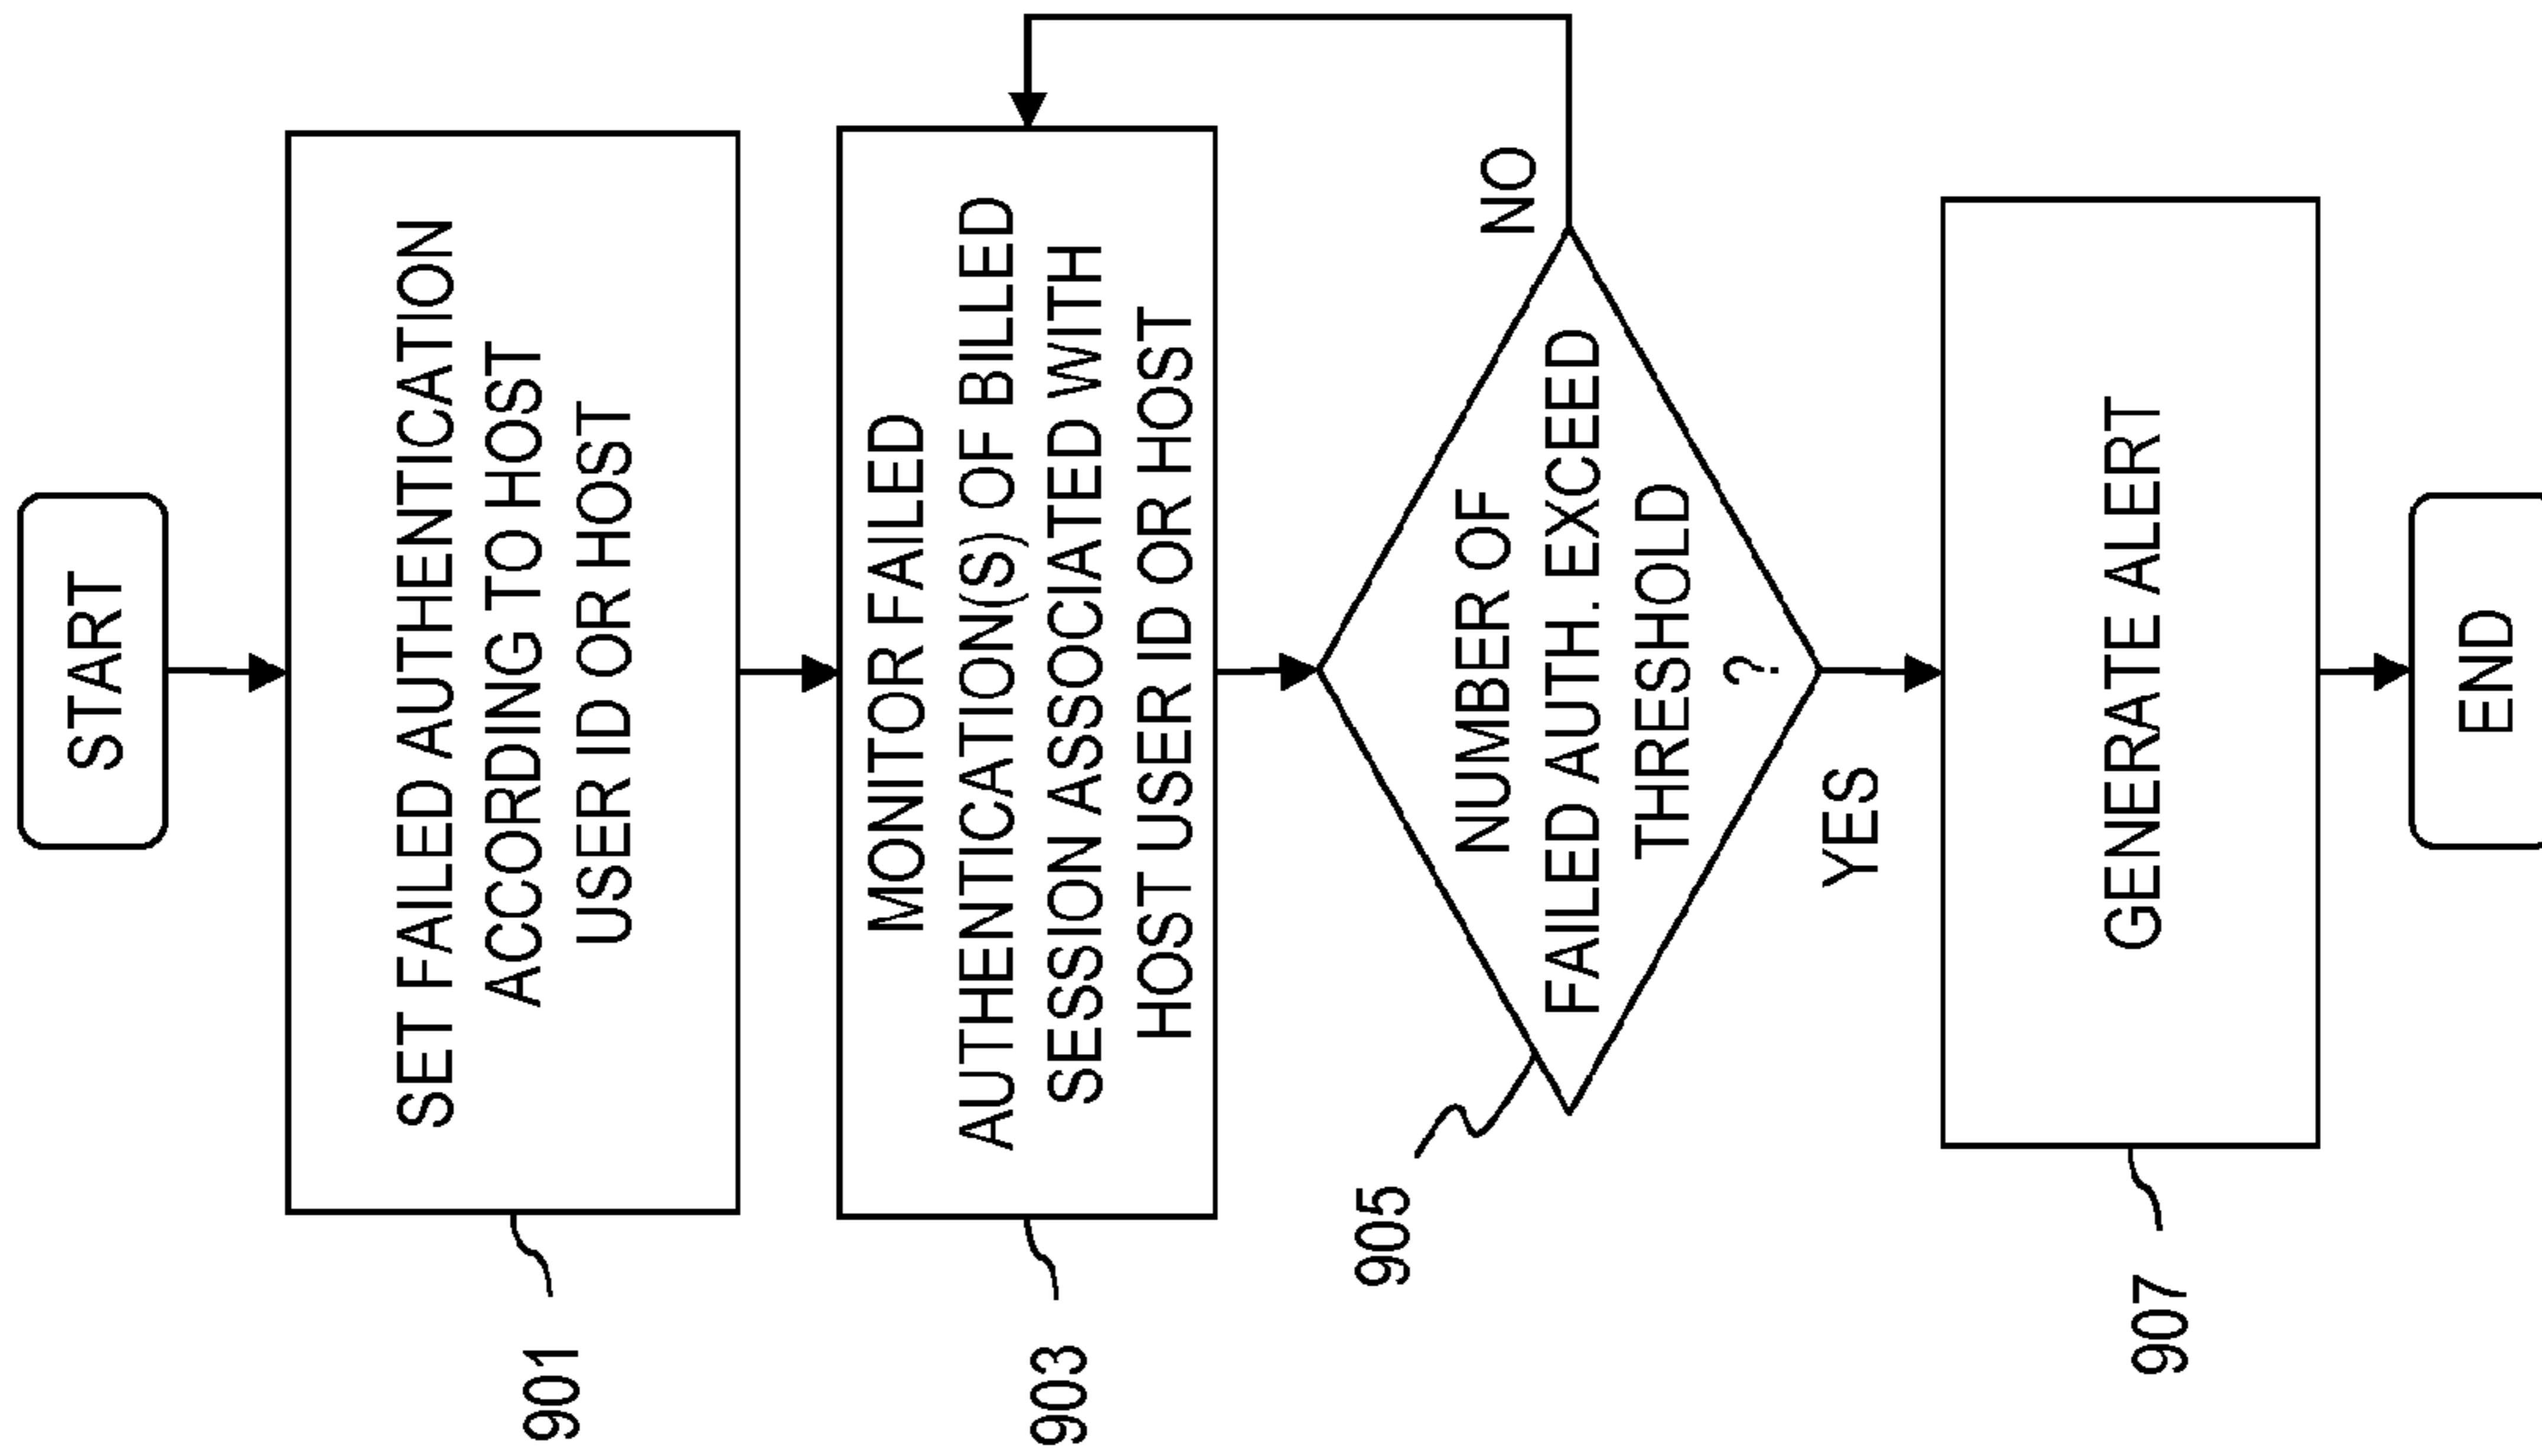 START
SET FAILED AUTHENTICATION
ACCORDING TO HOST
USER ID OR HOST
901
MONITOR FAILED
AUTHENTICATION(S) OF BILLED
SESSION ASSOCIATED WITH
HOST USER ID OR HOST
903
NUMBER OF
FAILED AUTH. EXCEED
THRESHOLD
?
905
NO
YES
GENERATE ALERT
907
END